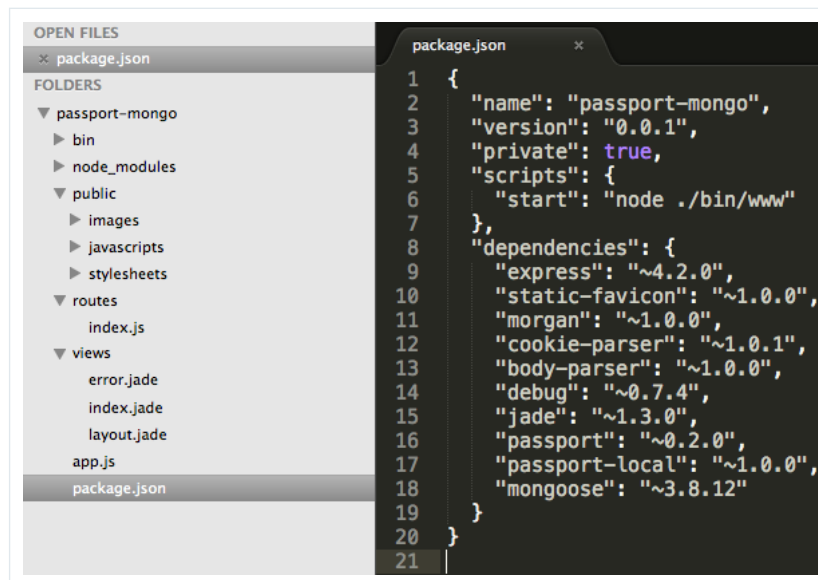 OPEN FILES
× package.json
FOLDERS
passport-mongo
bin
node_modules
public
images
javascripts
stylesheets
routes
index.js
views
error.jade
index.jade
layout.jade
app.js
package.json
package.json ×
1 {
2 "name": "passport-mongo",
3 "version": "0.0.1",
4 "private": true,
5 "scripts": {
6 "start": "node ./bin/www"
7 },
8 "dependencies": {
9 "express": "~4.2.0",
10 "static-favicon": "~1.0.0",
11 "morgan": "~1.0.0",
12 "cookie-parser": "~1.0.1",
13 "body-parser": "~1.0.0",
14 "debug": "~0.7.4",
15 "jade": "~1.3.0",
16 "passport": "~0.2.0",
17 "passport-local": "~1.0.0",
18 "mongoose": "~3.8.12"
19 }
20 }
21